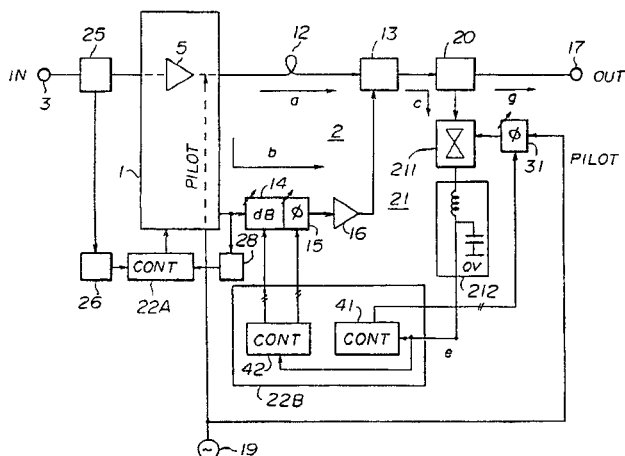 25
5
12
13
20
17
IN
3
OUT
a
c
g
2
PILOT
b
211
Φ
31
PILOT
1
14
21
dB
Φ
15
16
28
26
CONT
22A
0V
212
41
CONT
CONT
42
e
22B
19